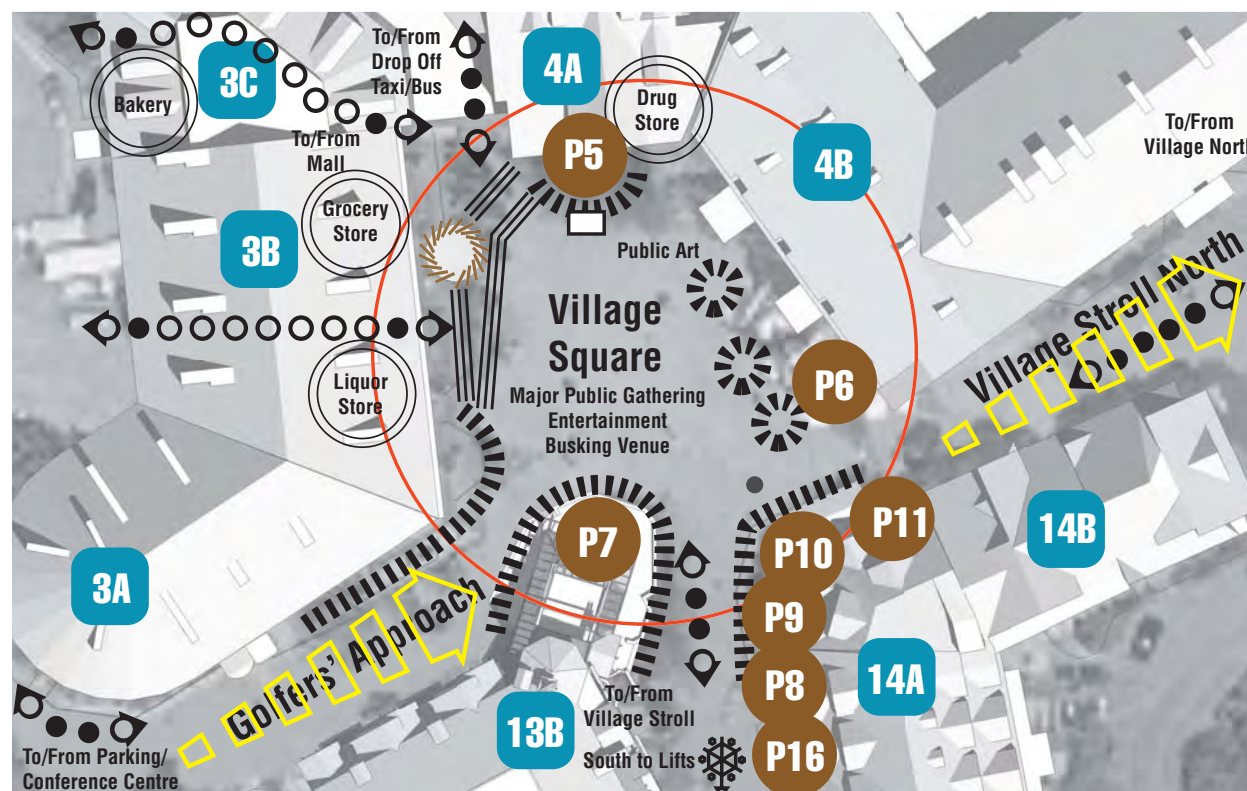 To/From
Drop Off
Taxi/Bus
4A
3C
Bakery
Drug
Store
To/From
Village North
To/From
Mall
P5
4B
Grocery
Store
3B
Public Art
Village
Square
Major Public Gathering
Entertainment
Busking Venue
Village Stroll North
Liquor
Store
P6
P11
14B
P7
P10
3A
Golfers' Approach
P9
P8
14A
To/From
Village Stroll
13B
South to Lifts
P16
To/From Parking/
Conference Centre